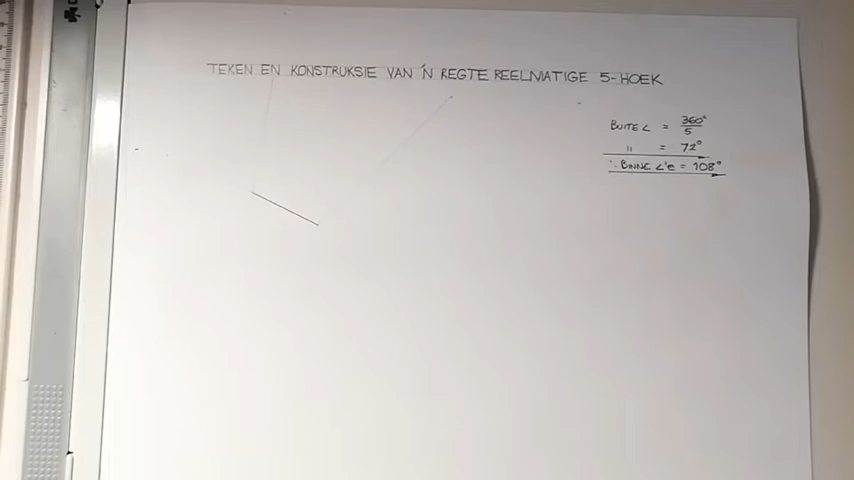 TEKEN EN KONSTRUKSIE VAN 'N REGTE REELMATIGE 5-HOEK
BUITE ∠ = 360°/5
" = 72°
∴ BINNE ∠'e = 108°